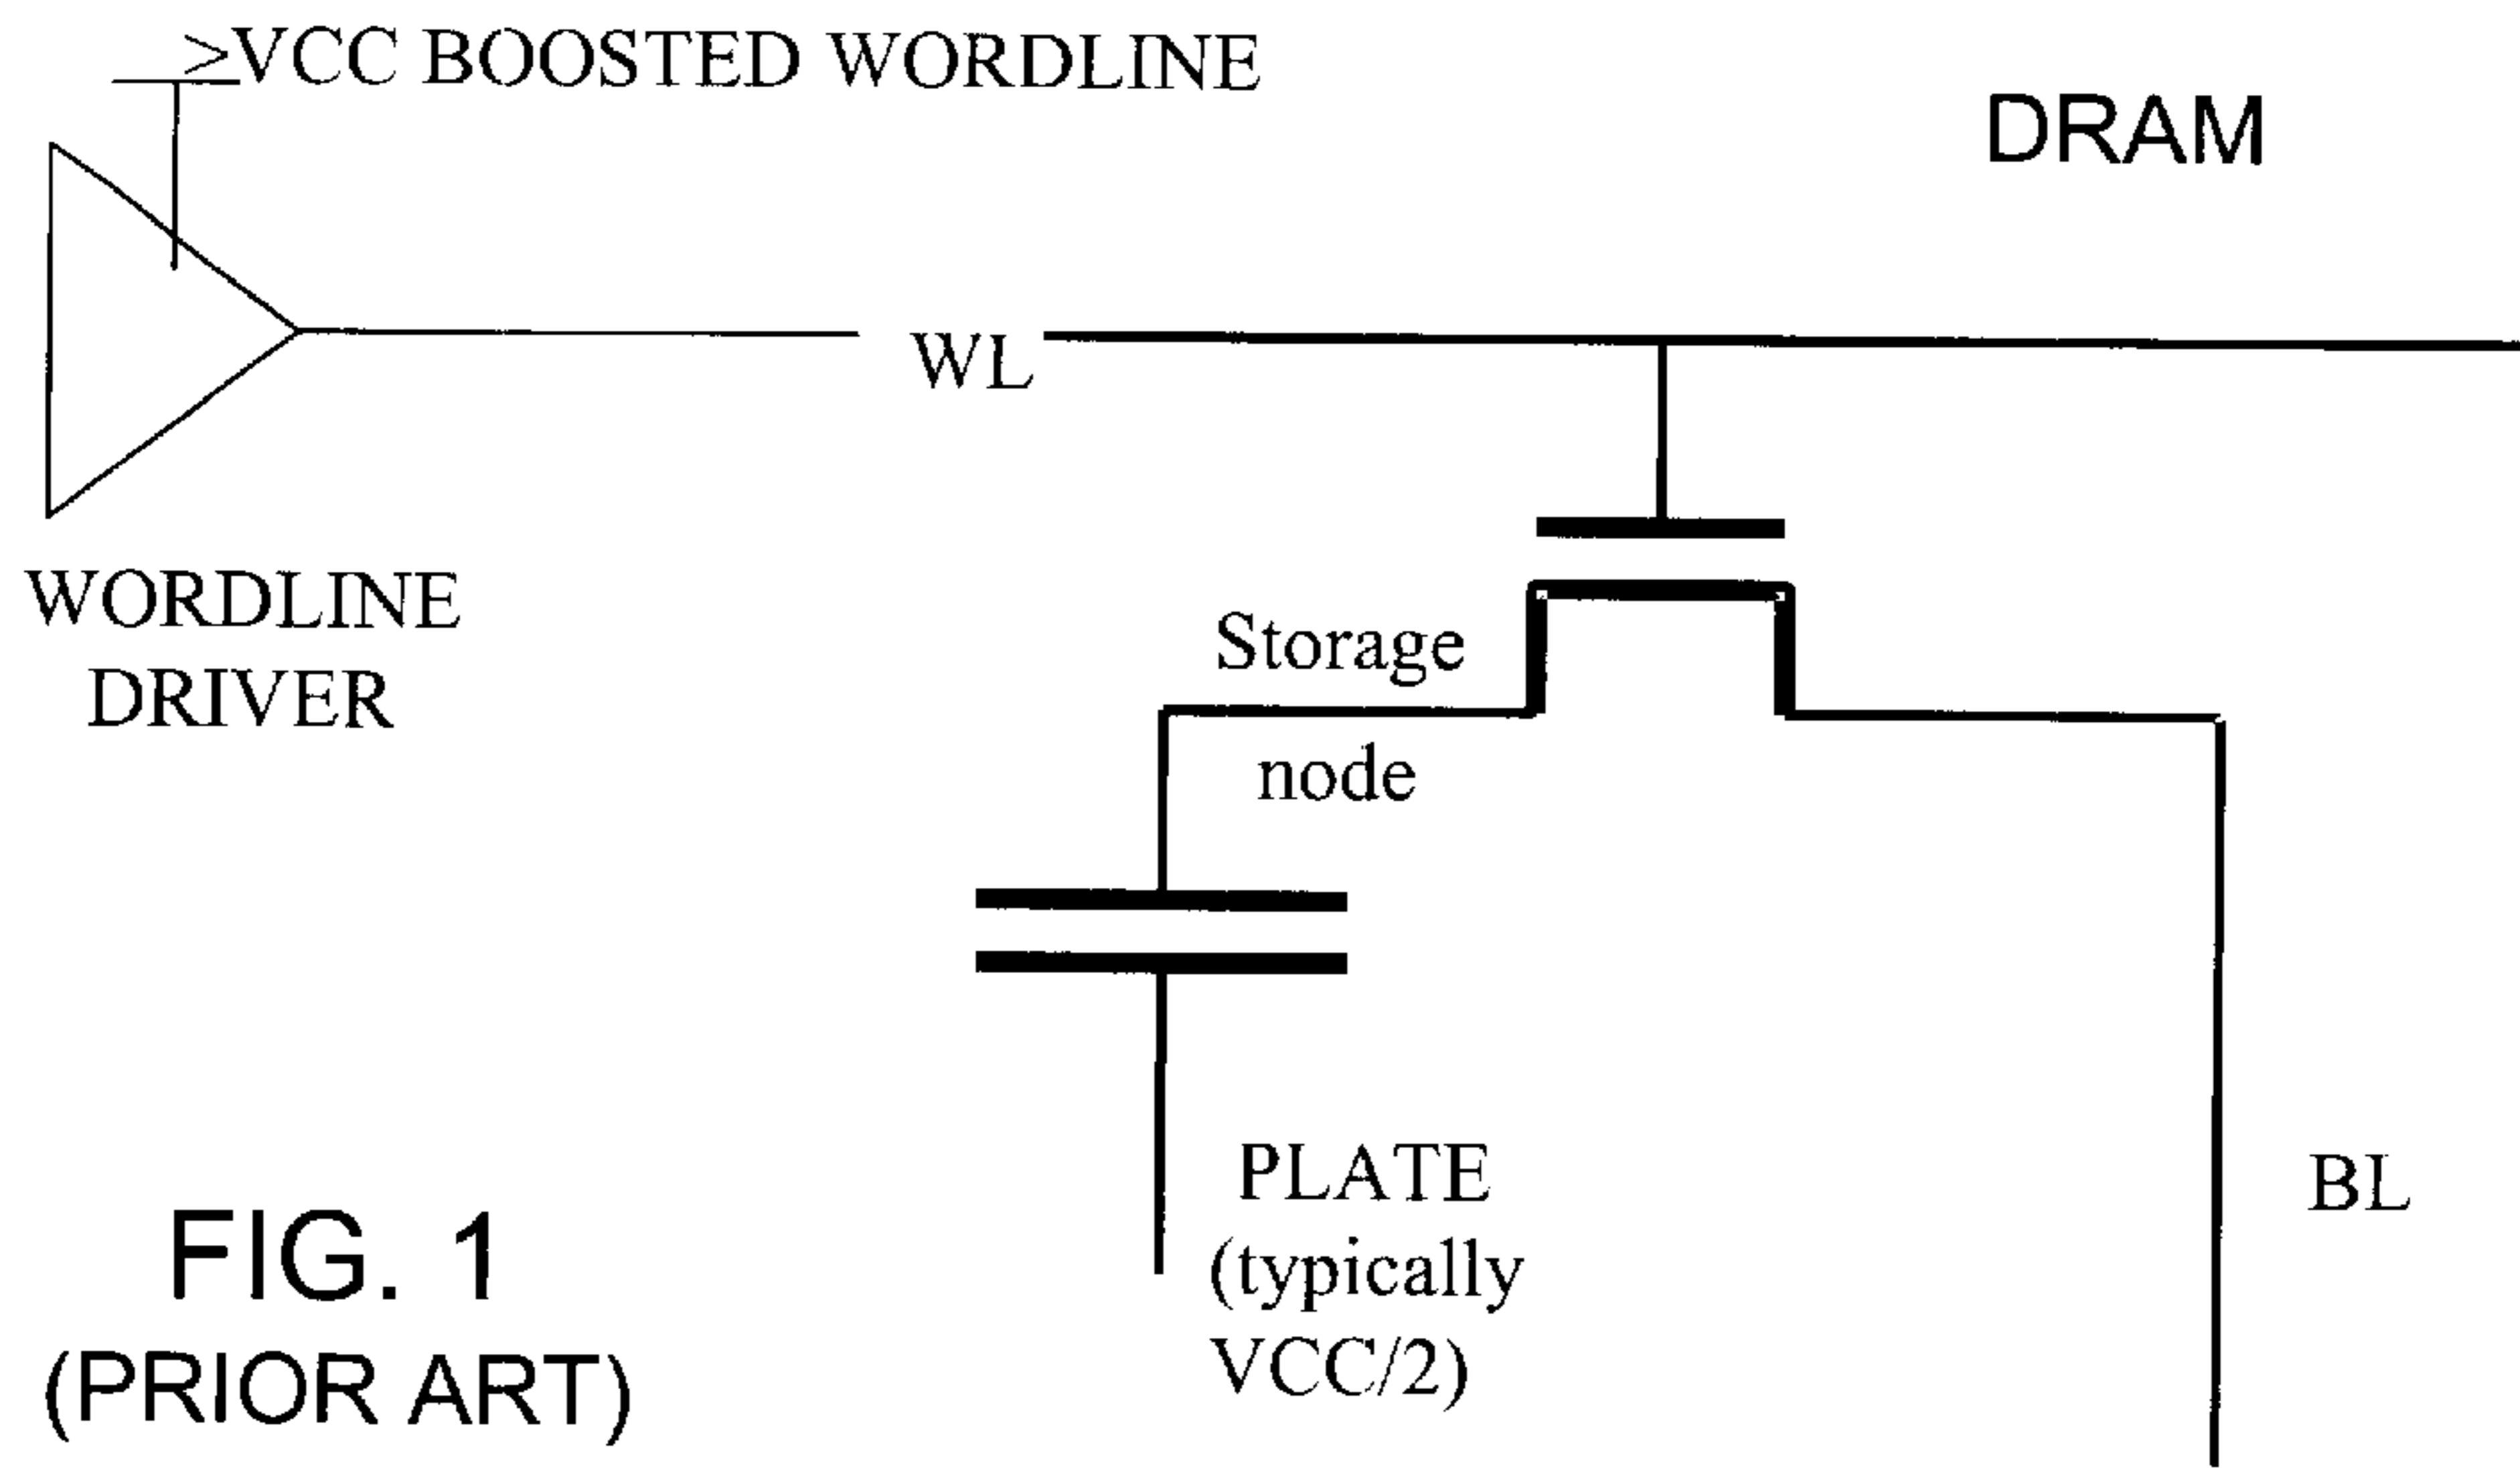 ≥VCC BOOSTED WORDLINE
DRAM
WL
WORDLINE
DRIVER
Storage
node
PLATE
(typically
VCC/2)
BL
FIG. 1
(PRIOR ART)